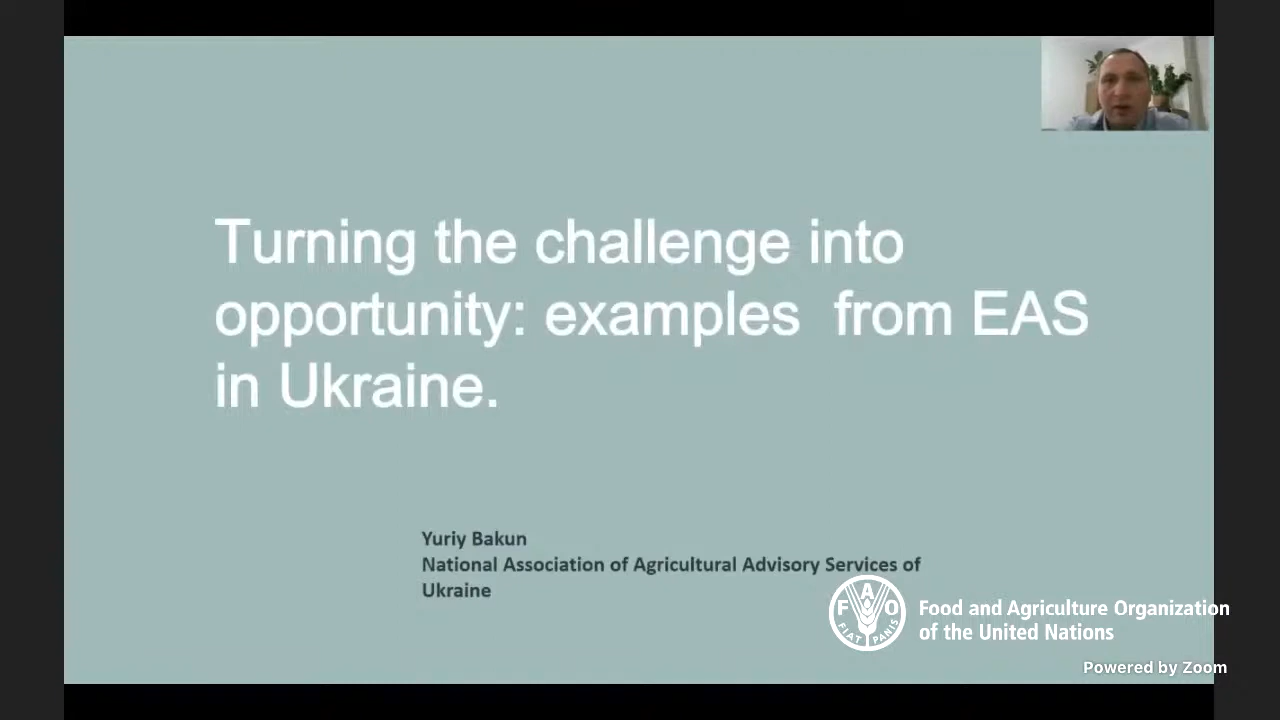 Turning the challenge into
opportunity: examples  from EAS
in Ukraine.
Yuriy Bakun
National Association of Agricultural Advisory Services of
Ukraine
FAO
FIAT PANIS
Food and Agriculture Organization
of the United Nations
Powered by Zoom